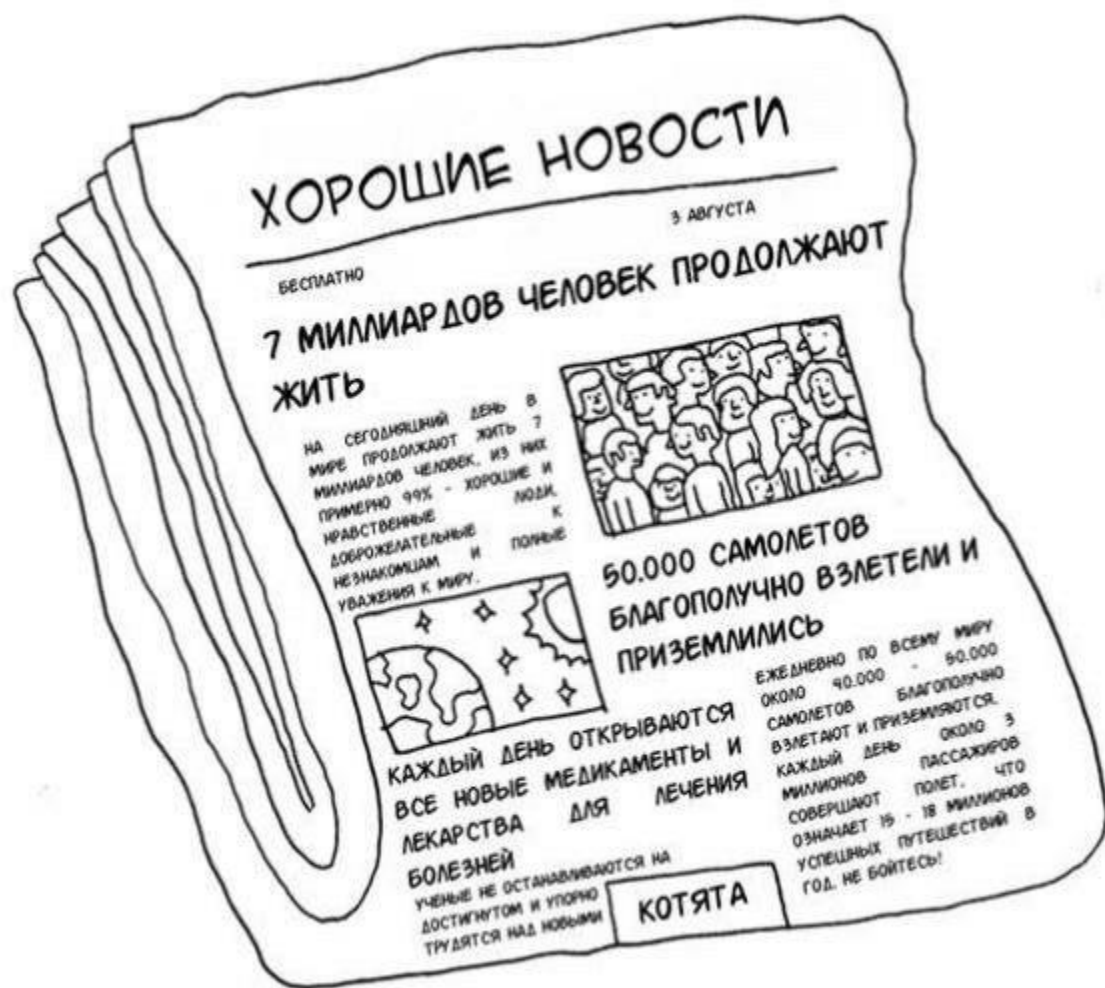 ХОРОШИЕ НОВОСТИ
3 АВГУСТА
БЕСПЛАТНО
7 МИЛЛИАРДОВ ЧЕЛОВЕК ПРОДОЛЖАЮТ
ЖИТЬ
НА СЕГОДНЯШНИЙ ДЕНЬ В
МИРЕ ПРОДОЛЖАЮТ ЖИТЬ 7
МИЛЛИАРДОВ ЧЕЛОВЕК, ИЗ НИХ
ПРИМЕРНО 99% - ХОРОШИЕ И
НРАВСТВЕННЫЕ ЛЮДИ,
ДОБРОЖЕЛАТЕЛЬНЫЕ К
НЕЗНАКОМЦАМ И ПОЛНЫЕ
УВАЖЕНИЯ К МИРУ.
50.000 САМОЛЕТОВ
БЛАГОПОЛУЧНО ВЗЛЕТЕЛИ И
ПРИЗЕМЛИЛИСЬ
ЕЖЕДНЕВНО ПО ВСЕМУ МИРУ
ОКОЛО 40.000 - 50.000
САМОЛЕТОВ БЛАГОПОЛУЧНО
ВЗЛЕТАЮТ И ПРИЗЕМЛЯЮТСЯ.
КАЖДЫЙ ДЕНЬ ОКОЛО 3
МИЛЛИОНОВ ПАССАЖИРОВ
СОВЕРШАЮТ ПОЛЕТ, ЧТО
ОЗНАЧАЕТ 15 - 18 МИЛЛИОНОВ
УСПЕШНЫХ ПУТЕШЕСТВИЙ В
ГОД. НЕ БОЙТЕСЬ!
КАЖДЫЙ ДЕНЬ ОТКРЫВАЮТСЯ
ВСЕ НОВЫЕ МЕДИКАМЕНТЫ И
ЛЕКАРСТВА ДЛЯ ЛЕЧЕНИЯ
БОЛЕЗНЕЙ
УЧЕНЫЕ НЕ ОСТАНАВЛИВАЮТСЯ НА
ДОСТИГНУТОМ И УПОРНО
ТРУДЯТСЯ НАД НОВЫМИ
КОТЯТА